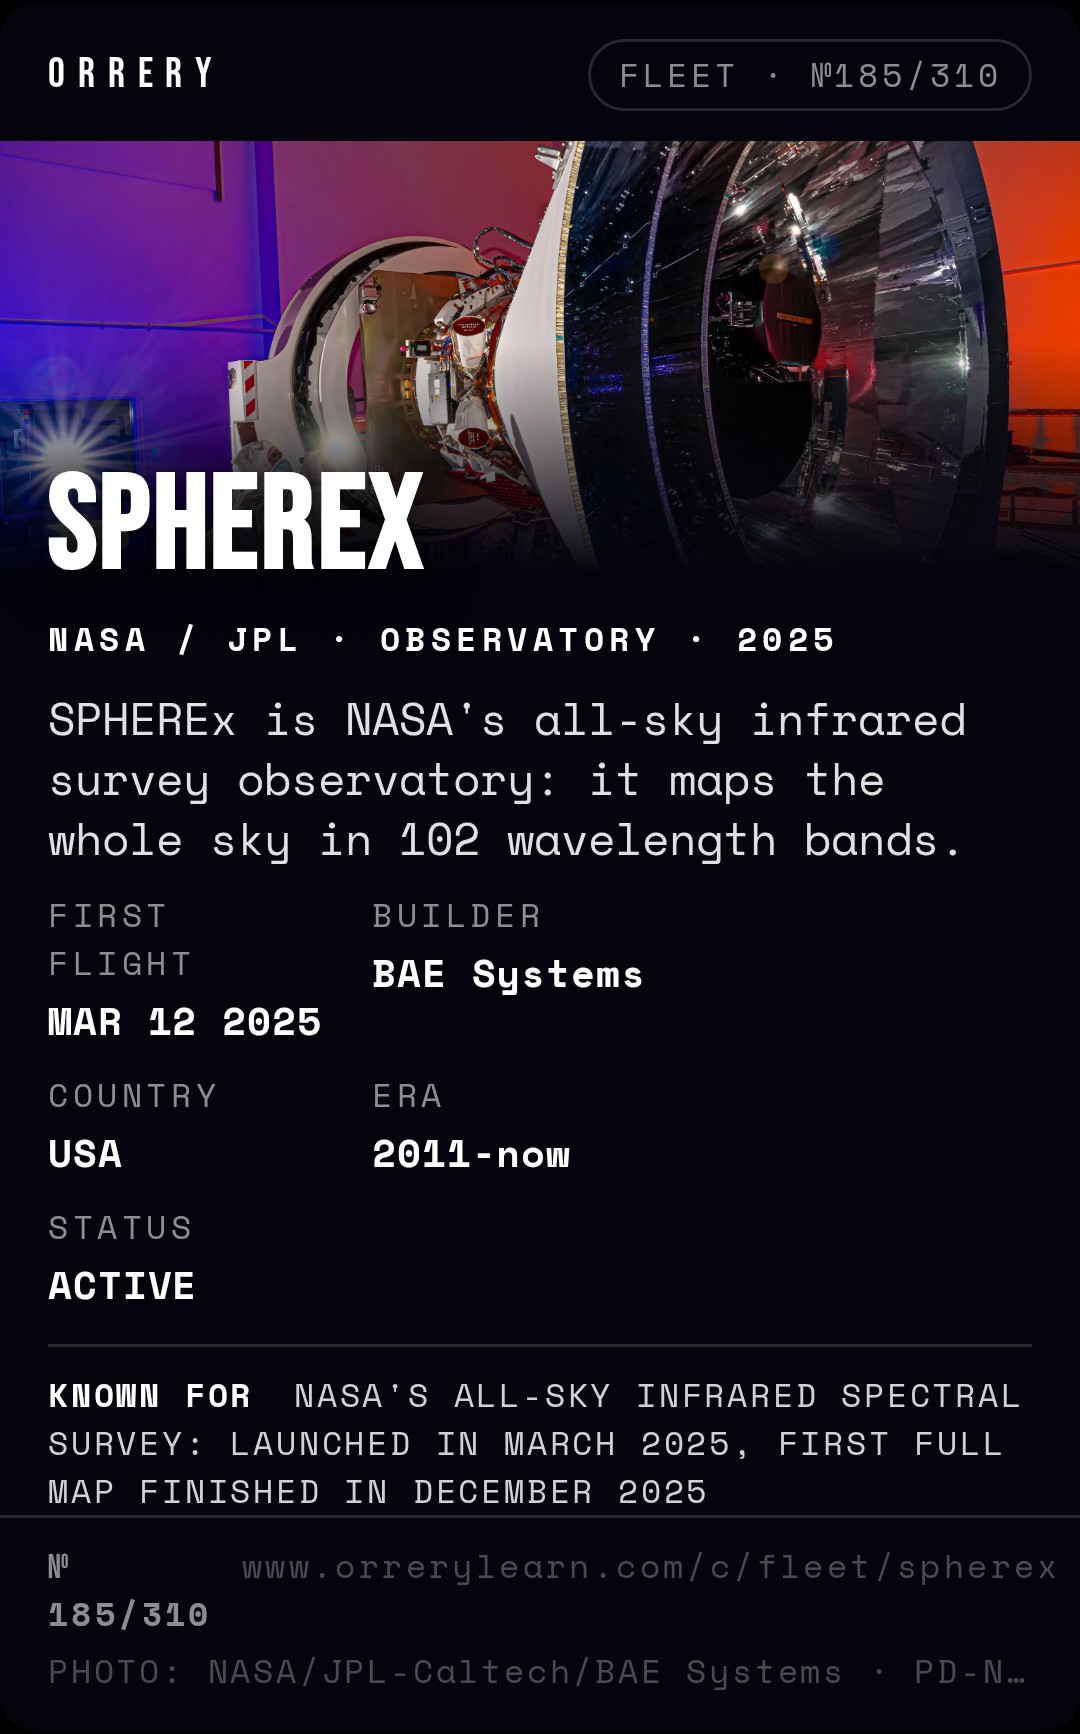 ORRERY
FLEET · №185/310
SPHEREX
NASA / JPL · OBSERVATORY · 2025
SPHEREx is NASA's all-sky infrared
survey observatory: it maps the
whole sky in 102 wavelength bands.
FIRST
FLIGHT
MAR 12 2025
BUILDER
BAE Systems
COUNTRY
USA
ERA
2011-now
STATUS
ACTIVE
KNOWN FOR NASA'S ALL-SKY INFRARED SPECTRAL
SURVEY: LAUNCHED IN MARCH 2025, FIRST FULL
MAP FINISHED IN DECEMBER 2025
№
185/310
www.orrerylearn.com/c/fleet/spherex
PHOTO: NASA/JPL-Caltech/BAE Systems · PD-N…